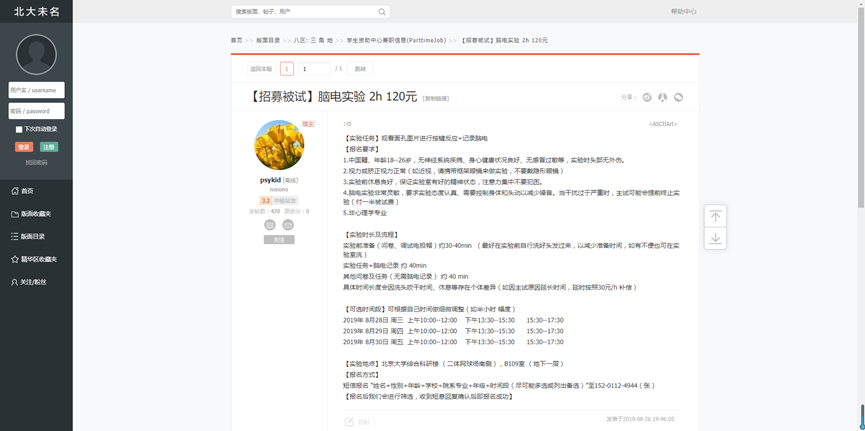 北大未名
搜索版面、帖子、用户
帮助中心
首页 >> 版面目录 >> 八区: 三 角 地 >> 学生资助中心兼职信息(ParttimeJob) >> 【招募被试】脑电实验 2h 120元
用户名 / username
密码 / password
下次自动登录
登录 注册
找回密码
首页
版面收藏夹
版面目录
精华区收藏夹
关注/粉丝
返回本版 1 1 / 1 跳转
【招募被试】脑电实验 2h 120元 [复制链接]
分享：
楼主
psykid [离线]
nonono
3.3 中级站友
发帖数：439 原创分：0
关注
1楼
<ASCIIArt>
【实验任务】观看面孔图片进行按键反应+记录脑电
【报名要求】
1.中国籍、年龄18--26岁，无神经系统疾病、身心健康状况良好、无感冒过敏等，实验时头部无外伤。
2.视力或矫正视力正常（如近视，请携带框架眼镜来做实验，不要戴隐形眼镜）
3.实验前休息良好，保证实验室有好的精神状态，注意力集中不要犯困。
4.脑电实验非常灵敏，要求实验态度认真、需要控制身体和头动以减少噪音。当干扰过于严重时，主试可能会提前终止实
验（付一半被试费）
5.非心理学专业
【实验时长及流程】
实验前准备（问卷、调试电极帽）约30-40min （最好在实验前自行洗好头发过来，以减少准备时间，如有不便也可在实
验室洗）
实验任务+脑电记录 约 40min
其他问卷及任务（无需脑电记录） 约 40 min
具体时间长度会因洗头吹干时间、休息等存在个体差异（如因主试原因延长时间，延时按照30元/h 补偿）
【可选时间段】可根据自己时间做细微调整（如半小时 幅度）
2019年 8月28日 周三 上午10:00--12:00 下午13:30--15:30 15:30--17:30
2019年 8月29日 周四 上午10:00--12:00 下午13:30--15:30 15:30--17:30
2019年 8月30日 周五 上午10:00--12:00 下午13:30--15:30 15:30--17:30
【实验地点】北京大学综合科研楼 （ 二体网球场南侧），B109室 （ 地下一层 ）
【报名方式】
短信报名 “姓名+性别+年龄+学校+院系专业+年级+时间段（尽可能多选或列出备选）”至152-0112-4944（ 张 ）
【报名后我们会进行筛选，收到短息回复确认后即报名成功】
发表于2019-08-26 19:46:05